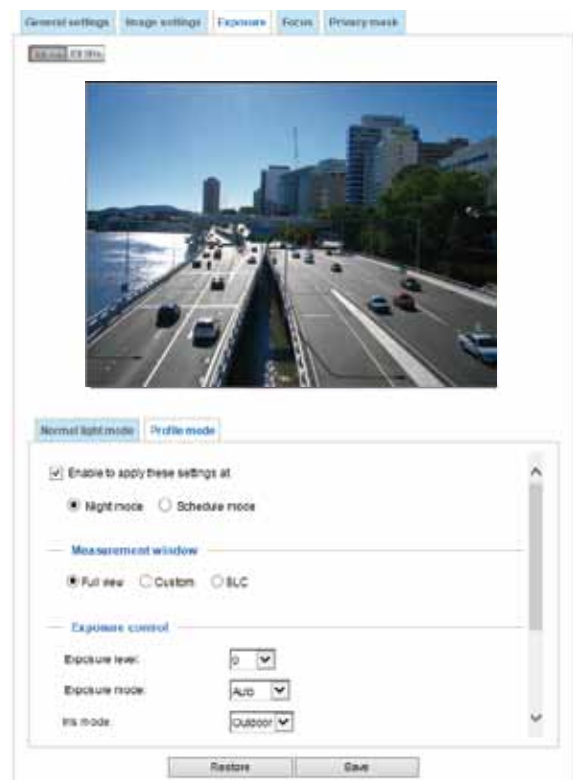 General settings Image settings Exposure Focus Privacy mask
Normal light mode Profile mode
Enable to apply these settings at
Night mode Schedule mode
Measurement window
Full view Custom BLC
Exposure control
Exposure level: 0
Exposure mode: Auto
Iris mode: Outdoor
Restore Save